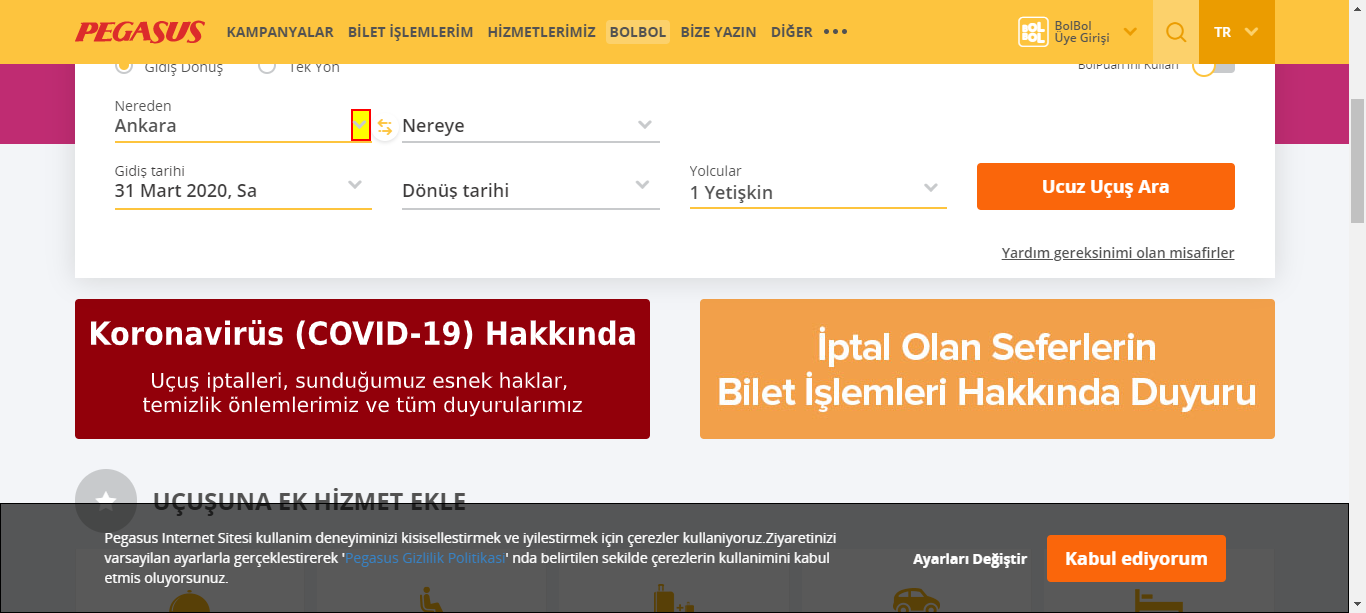 PEGASUS KAMPANYALAR BİLET İŞLEMLERİM HİZMETLERİMİZ BOLBOL BİZE YAZIN DİĞER
BOL BOL
BolBol
Üye Girişi
TR
Gidiş Dönüş Tek Yön BolPuan'ını Kullan
Nereden
Ankara Nereye
Gidiş tarihi
31 Mart 2020, Sa Dönüş tarihi
Yolcular
1 Yetişkin
Ucuz Uçuş Ara
Yardım gereksinimi olan misafirler
Koronavirüs (COVID-19) Hakkında
Uçuş iptalleri, sunduğumuz esnek haklar,
temizlik önlemlerimiz ve tüm duyurularımız
İptal Olan Seferlerin
Bilet İşlemleri Hakkında Duyuru
UÇUŞUNA EK HİZMET EKLE
Pegasus Internet Sitesi kullanim deneyiminizi kisisellestirmek ve iyilestirmek için çerezler kullaniyoruz.Ziyaretinizi
varsayilan ayarlarla gerçeklestirerek 'Pegasus Gizlilik Politikasi' nda belirtilen sekilde çerezlerin kullanimini kabul
etmis oluyorsunuz.
Ayarları Değiştir
Kabul ediyorum